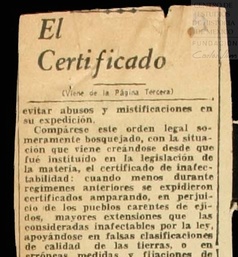 El
Certificado
(Viene de la Página Tercera)
evitar abusos y mistificaciones en
su expedición.
Compárese este orden legal so-
meramente bosquejado, con la situa-
ción que viene creándose desde que
fué instituído en la legislación de
la materia, el certificado de inafec-
tabilidad: cuando menos durante
regímenes anteriores se expidieron
certificados amparando, en perjui-
cio de los pueblos carentes de eji-
dos, mayores extensiones que las
consideradas inafectables por la ley,
apoyándose en falsas clasificaciones
de calidad de las tierras, o en
erróneas medidas y fijaciones de